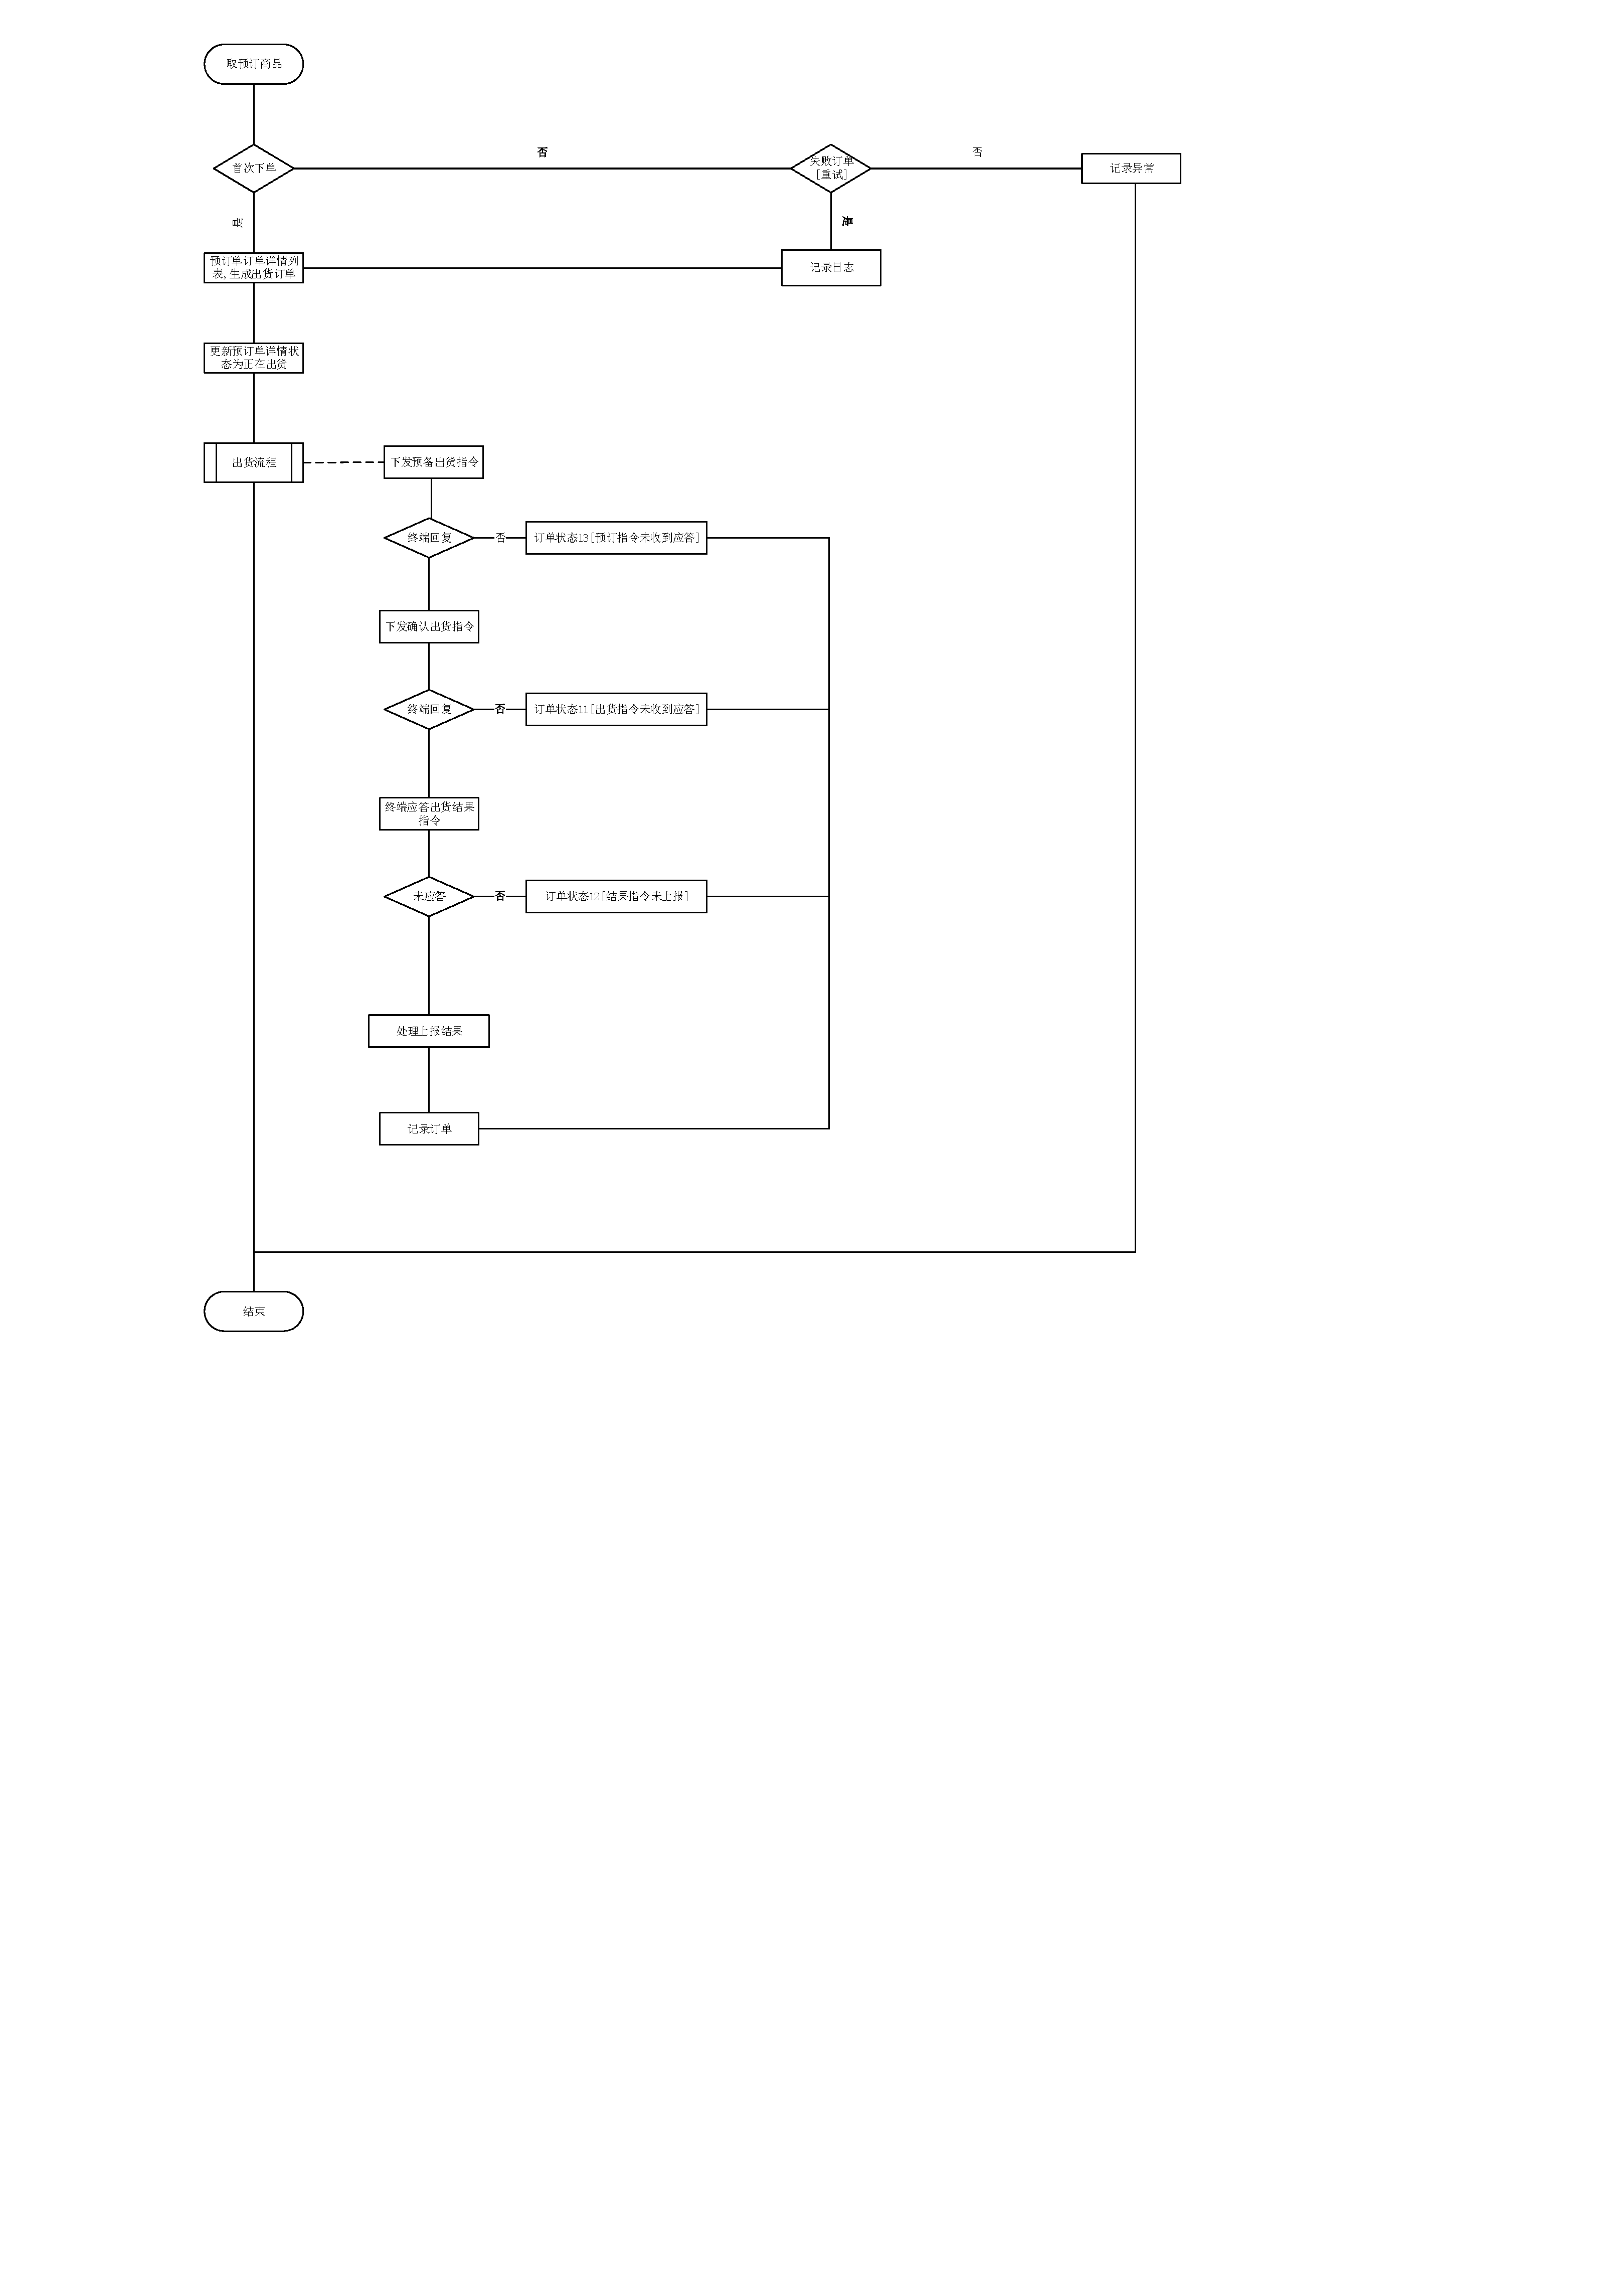 取预订商品
首次下单
否
失败订单
[重试]
否
记录异常
是
是
预订单订单详情列
表,生成出货订单
记录日志
更新预订单详情状
态为正在出货
出货流程
下发预备出货指令
终端回复
否
订单状态13[预订指令未收到应答]
下发确认出货指令
终端回复
否
订单状态11[出货指令未收到应答]
终端应答出货结果
指令
未应答
否
订单状态12[结果指令未上报]
处理上报结果
记录订单
结束